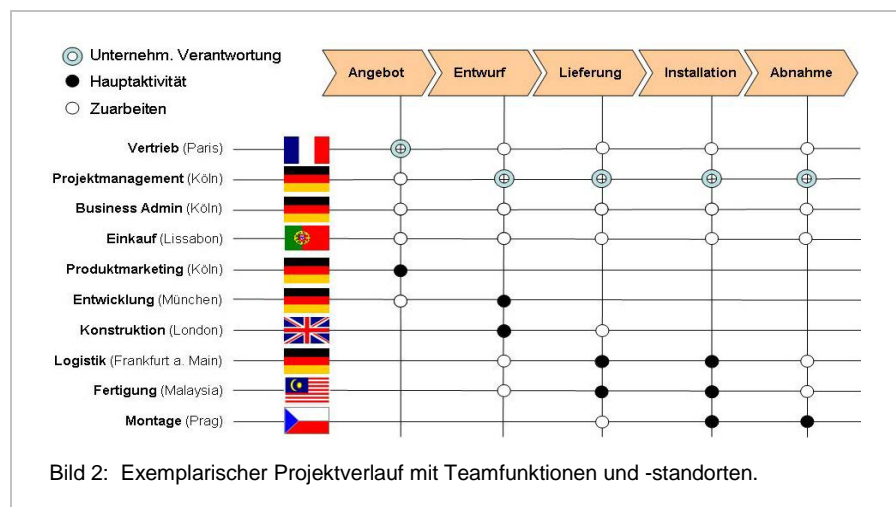 Unternehm. Verantwortung
Hauptaktivität
Zuarbeiten
Angebot
Entwurf
Lieferung
Installation
Abnahme
Vertrieb (Paris)
Projektmanagement (Köln)
Business Admin (Köln)
Einkauf (Lissabon)
Produktmarketing (Köln)
Entwicklung (München)
Konstruktion (London)
Logistik (Frankfurt a. Main)
Fertigung (Malaysia)
Montage (Prag)
Bild 2: Exemplarischer Projektverlauf mit Teamfunktionen und -standorten.